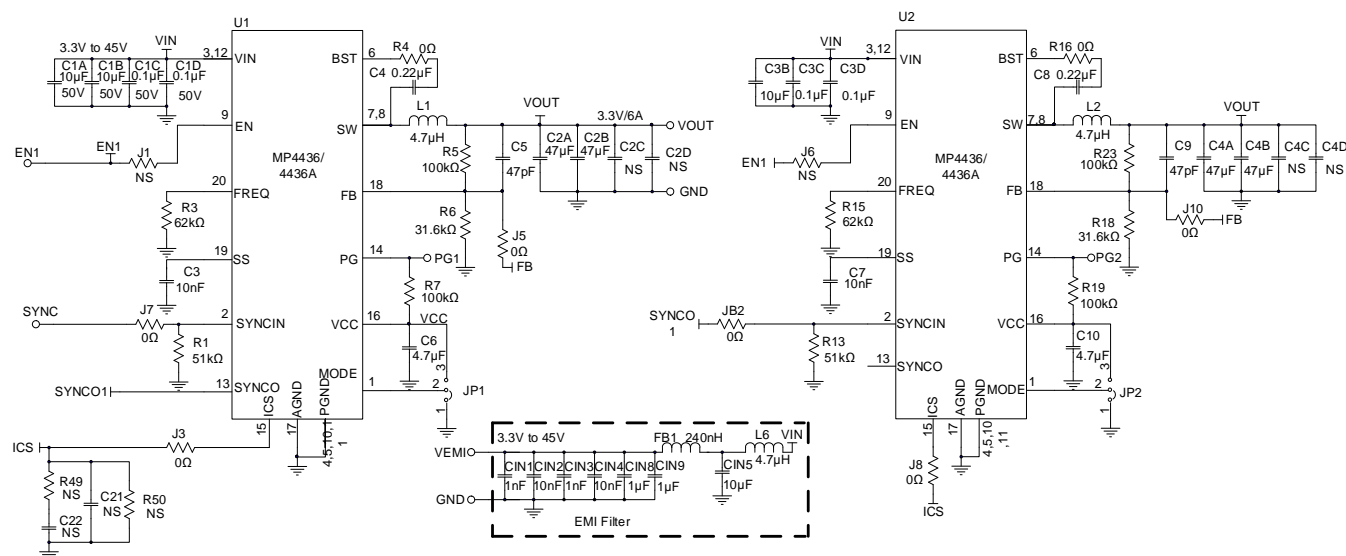 U1
3.3V to 45V
VIN
C1A
10µF
50V
C1B
10µF
50V
C1C
0.1µF
50V
C1D
0.1µF
50V
3,12
VIN
BST
6
R4
0Ω
C4
0.22µF
9
EN
EN1
EN1
J1
NS
7,8
SW
L1
4.7µH
VOUT
3.3V/6A
VOUT
MP4436/
4436A
R5
100kΩ
C5
47pF
C2A
47µF
C2B
47µF
C2C
NS
C2D
NS
GND
20
FREQ
R3
62kΩ
FB
18
R6
31.6kΩ
J5
0Ω
FB
19
SS
C3
10nF
PG
14
PG1
R7
100kΩ
SYNC
J7
0Ω
2
SYNCIN
R1
51kΩ
VCC
16
VCC
C6
4.7µF
SYNCO1
13
SYNCO
MODE
1
3
2
1
JP1
ICS
15
AGND
17
PGND
4,5,10,1
1
ICS
J3
0Ω
R49
NS
C22
NS
C21
NS
R50
NS
3.3V to 45V
VEMI
GND
CIN1
1nF
CIN2
10nF
CIN3
1nF
CIN4
10nF
CIN8
1µF
CIN9
1µF
FB1
240nH
CIN5
10µF
L6
4.7µH
VIN
EMI Filter
U2
VIN
C3B
10µF
C3C
0.1µF
C3D
0.1µF
3,12
VIN
BST
6
R16 0Ω
C8
0.22µF
9
EN
EN1
J6
NS
SW
7,8
L2
4.7µH
VOUT
MP4436/
4436A
R23
100kΩ
C9
47pF
C4A
47µF
C4B
47µF
C4C
NS
C4D
NS
20
FREQ
R15
62kΩ
FB
18
R18
31.6kΩ
J10
0Ω
FB
19
SS
C7
10nF
PG
14
PG2
R19
100kΩ
SYNCO
1
JB2
0Ω
2
SYNCIN
R13
51kΩ
VCC
16
C10
4.7µF
13
SYNCO
MODE
1
3
2
1
JP2
ICS
15
AGND
17
PGND
4,5,10
,11
J8
0Ω
ICS